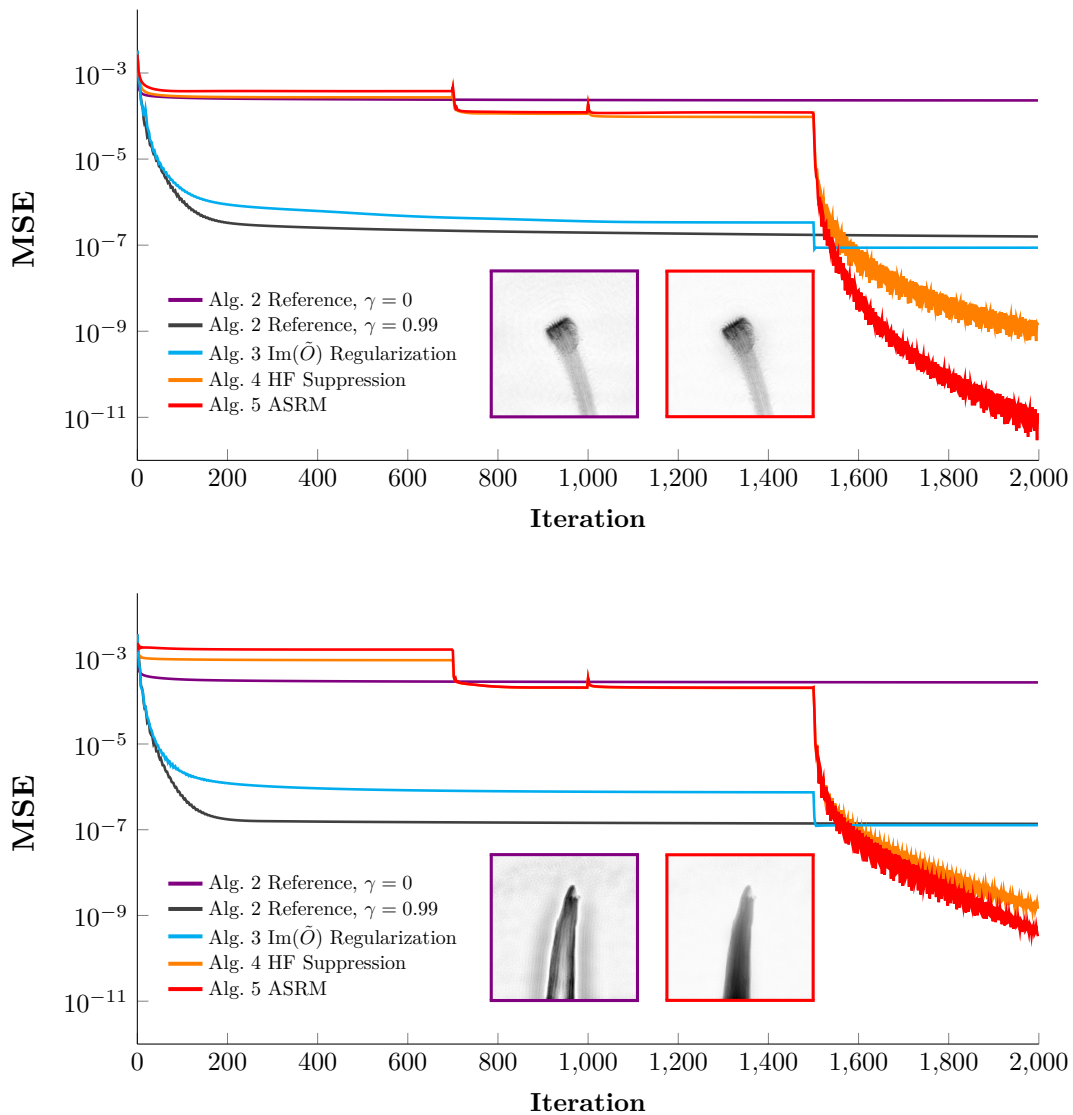 10⁻³
10⁻⁵
10⁻⁷
10⁻⁹
10⁻¹¹
MSE
Alg. 2 Reference, γ = 0
Alg. 2 Reference, γ = 0.99
Alg. 3 Im(Õ) Regularization
Alg. 4 HF Suppression
Alg. 5 ASRM
0 200 400 600 800 1,000 1,200 1,400 1,600 1,800 2,000
Iteration
10⁻³
10⁻⁵
10⁻⁷
10⁻⁹
10⁻¹¹
MSE
Alg. 2 Reference, γ = 0
Alg. 2 Reference, γ = 0.99
Alg. 3 Im(Õ) Regularization
Alg. 4 HF Suppression
Alg. 5 ASRM
0 200 400 600 800 1,000 1,200 1,400 1,600 1,800 2,000
Iteration